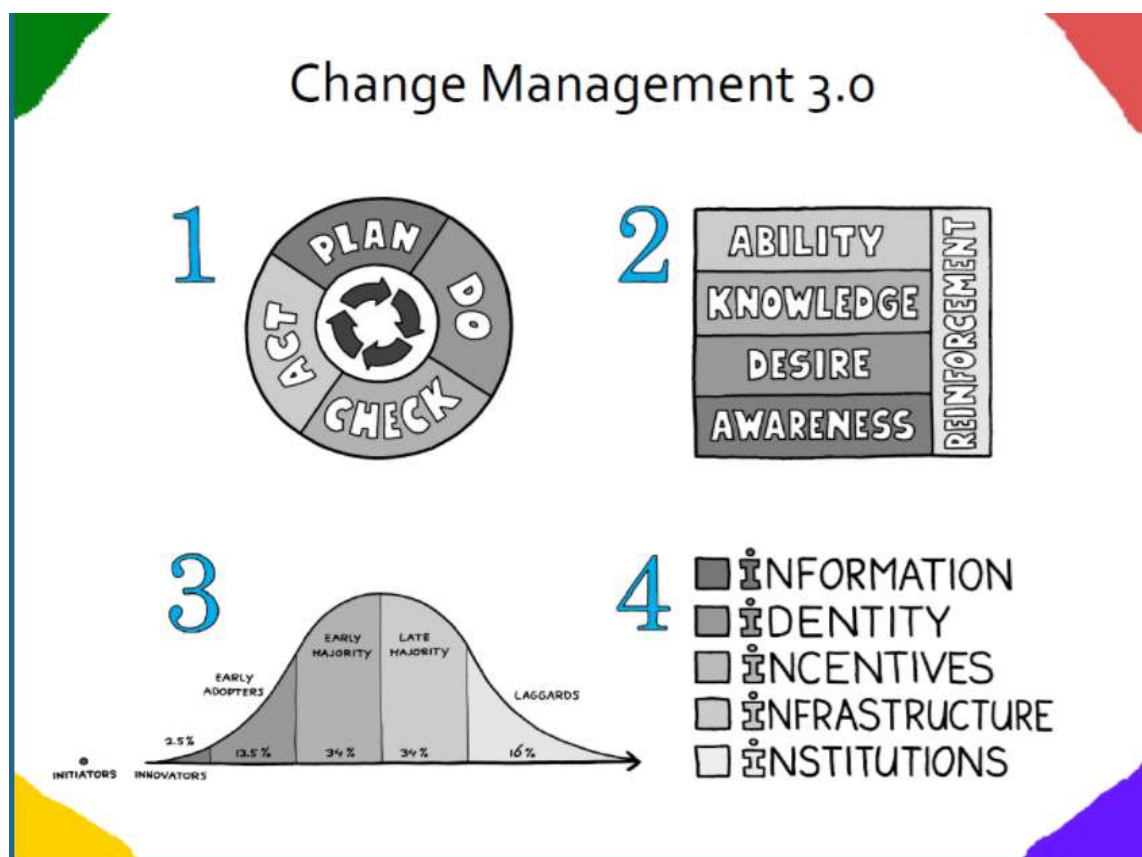 Change Management 3.0
1
PLAN
DO
CHECK
ACT
2
ABILITY
KNOWLEDGE
DESIRE
AWARENESS
REINFORCEMENT
3
EARLY
MAJORITY
LATE
MAJORITY
EARLY
ADOPTERS
LAGGARDS
2.5%
13.5%
34%
34%
16%
INITIATORS
INNOVATORS
4
INFORMATION
IDENTITY
INCENTIVES
INFRASTRUCTURE
INSTITUTIONS